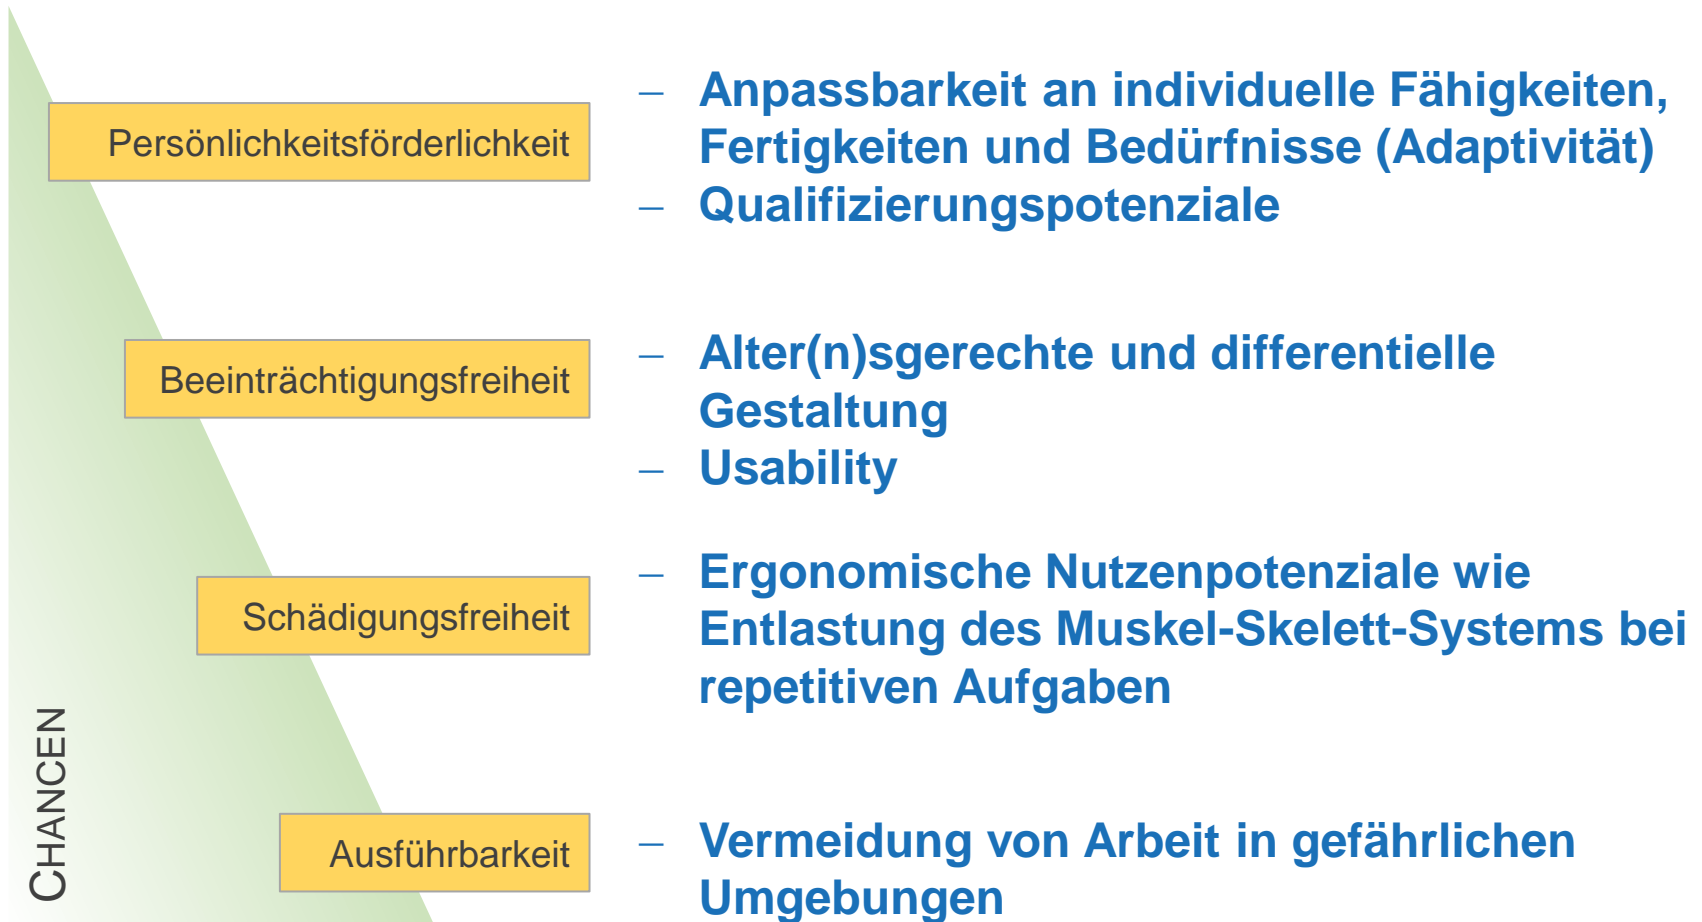 Persönlichkeitsförderlichkeit
– Anpassbarkeit an individuelle Fähigkeiten,
Fertigkeiten und Bedürfnisse (Adaptivität)
– Qualifizierungspotenziale
Beeinträchtigungsfreiheit
– Alter(n)sgerechte und differentielle
Gestaltung
– Usability
Schädigungsfreiheit
– Ergonomische Nutzenpotenziale wie
Entlastung des Muskel-Skelett-Systems bei
repetitiven Aufgaben
Ausführbarkeit
– Vermeidung von Arbeit in gefährlichen
Umgebungen
CHANCEN